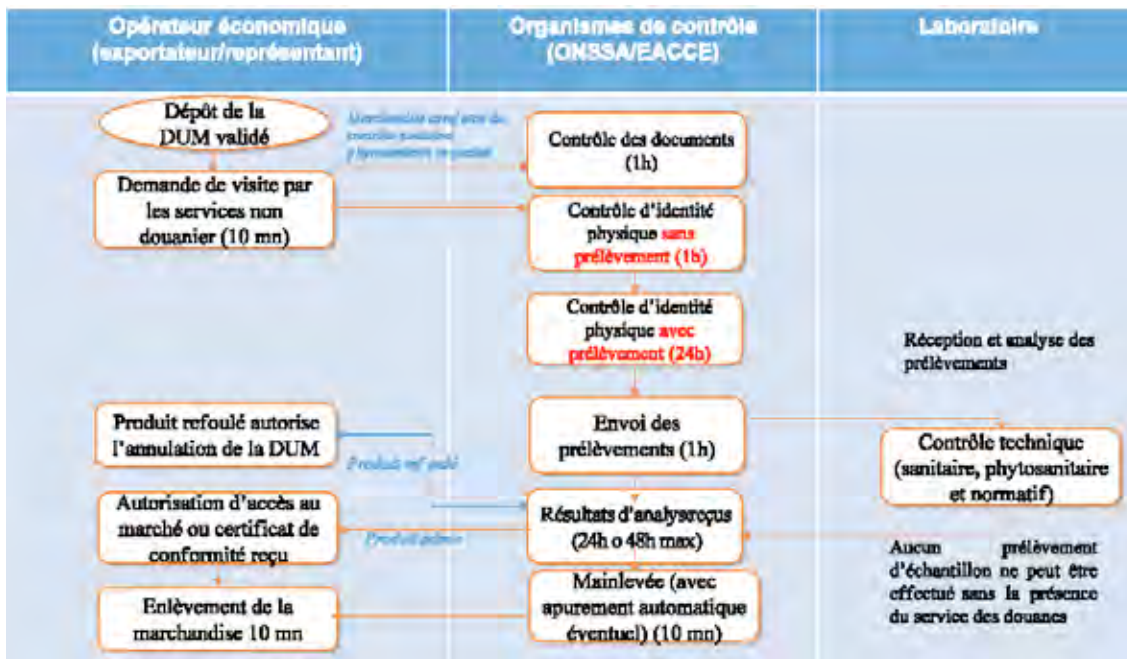 Opérateur économique
(exportateur/représentant)
Organismes de contrôle
(ONSSA/EACCE)
Laboratoire
Dépôt de la
DUM validé
Demande de visite par
les services non
douanier (10 mn)
Contrôle des documents
(1h)
Contrôle d'identité
physique sans
prélèvement (1h)
Contrôle d'identité
physique avec
prélèvement (24h)
Réception et analyse des
prélèvements
Produit refoulé autorise
l'annulation de la DUM
Envoi des
prélèvements (1h)
Contrôle technique
(sanitaire, phytosanitaire
et normatif)
Produit
Autorisation d'accès au
marché ou certificat de
conformité reçu
Produit admis
Résultats d'analysreçus
(24h o 48h max)
Aucun prélèvement
d'échantillon ne peut être
effectué sans la présence
du service des douanes
Enlèvement de la
marchandise 10 mn
Mainlevée (avec
apurement automatique
éventuel) (10 mn)